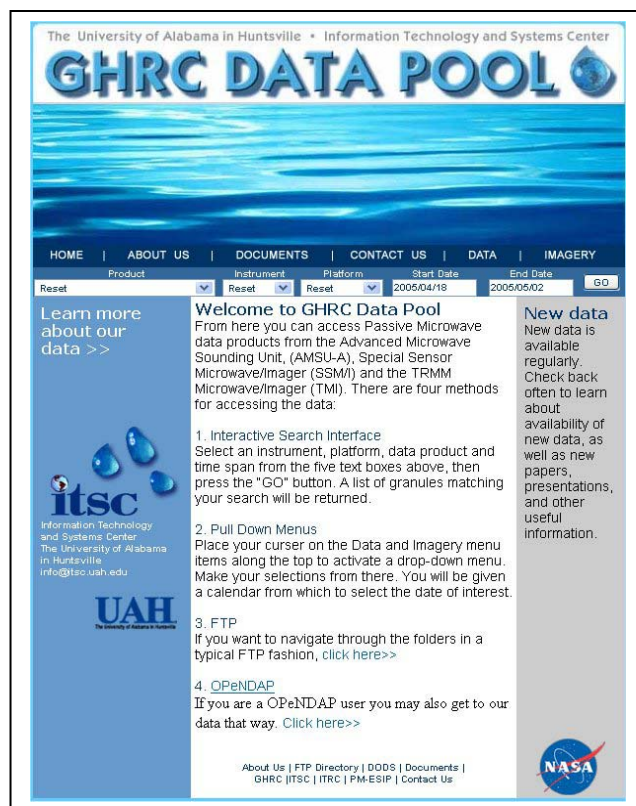 The University of Alabama in Huntsville • Information Technology and Systems Center
GHRC DATA POOL
HOME | ABOUT US | DOCUMENTS | CONTACT US | DATA | IMAGERY
Product Instrument Platform Start Date End Date
Reset Reset Reset 2005/04/18 2005/05/02 GO
Learn more
about our
data >>
itsc
Information Technology
and Systems Center
The University of Alabama
in Huntsville
info@itsc.uah.edu
UAH
The University of Alabama in Huntsville
Welcome to GHRC Data Pool
From here you can access Passive Microwave
data products from the Advanced Microwave
Sounding Unit, (AMSU-A), Special Sensor
Microwave/Imager (SSM/I) and the TRMM
Microwave/Imager (TMI). There are four methods
for accessing the data:
1. Interactive Search Interface
Select an instrument, platform, data product and
time span from the five text boxes above, then
press the "GO" button. A list of granules matching
your search will be returned.
2. Pull Down Menus
Place your curser on the Data and Imagery menu
items along the top to activate a drop-down menu.
Make your selections from there. You will be given
a calendar from which to select the date of interest.
3. FTP
If you want to navigate through the folders in a
typical FTP fashion, click here>>
4. OPeNDAP
If you are a OPeNDAP user you may also get to our
data that way. Click here>>
About Us | FTP Directory | DODS | Documents |
GHRC |ITSC | ITRC | PM-ESIP | Contact Us
New data
New data is
available
regularly.
Check back
often to learn
about
availability of
new data, as
well as new
papers,
presentations,
and other
useful
information.
NASA